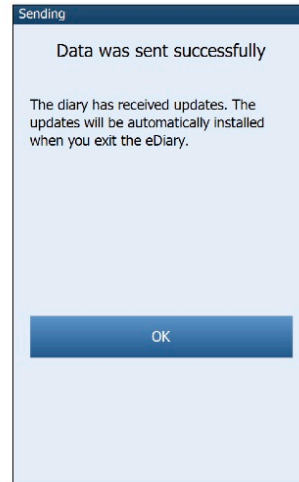 Sending
Data was sent successfully
The diary has received updates. The
updates will be automatically installed
when you exit the eDiary.
OK